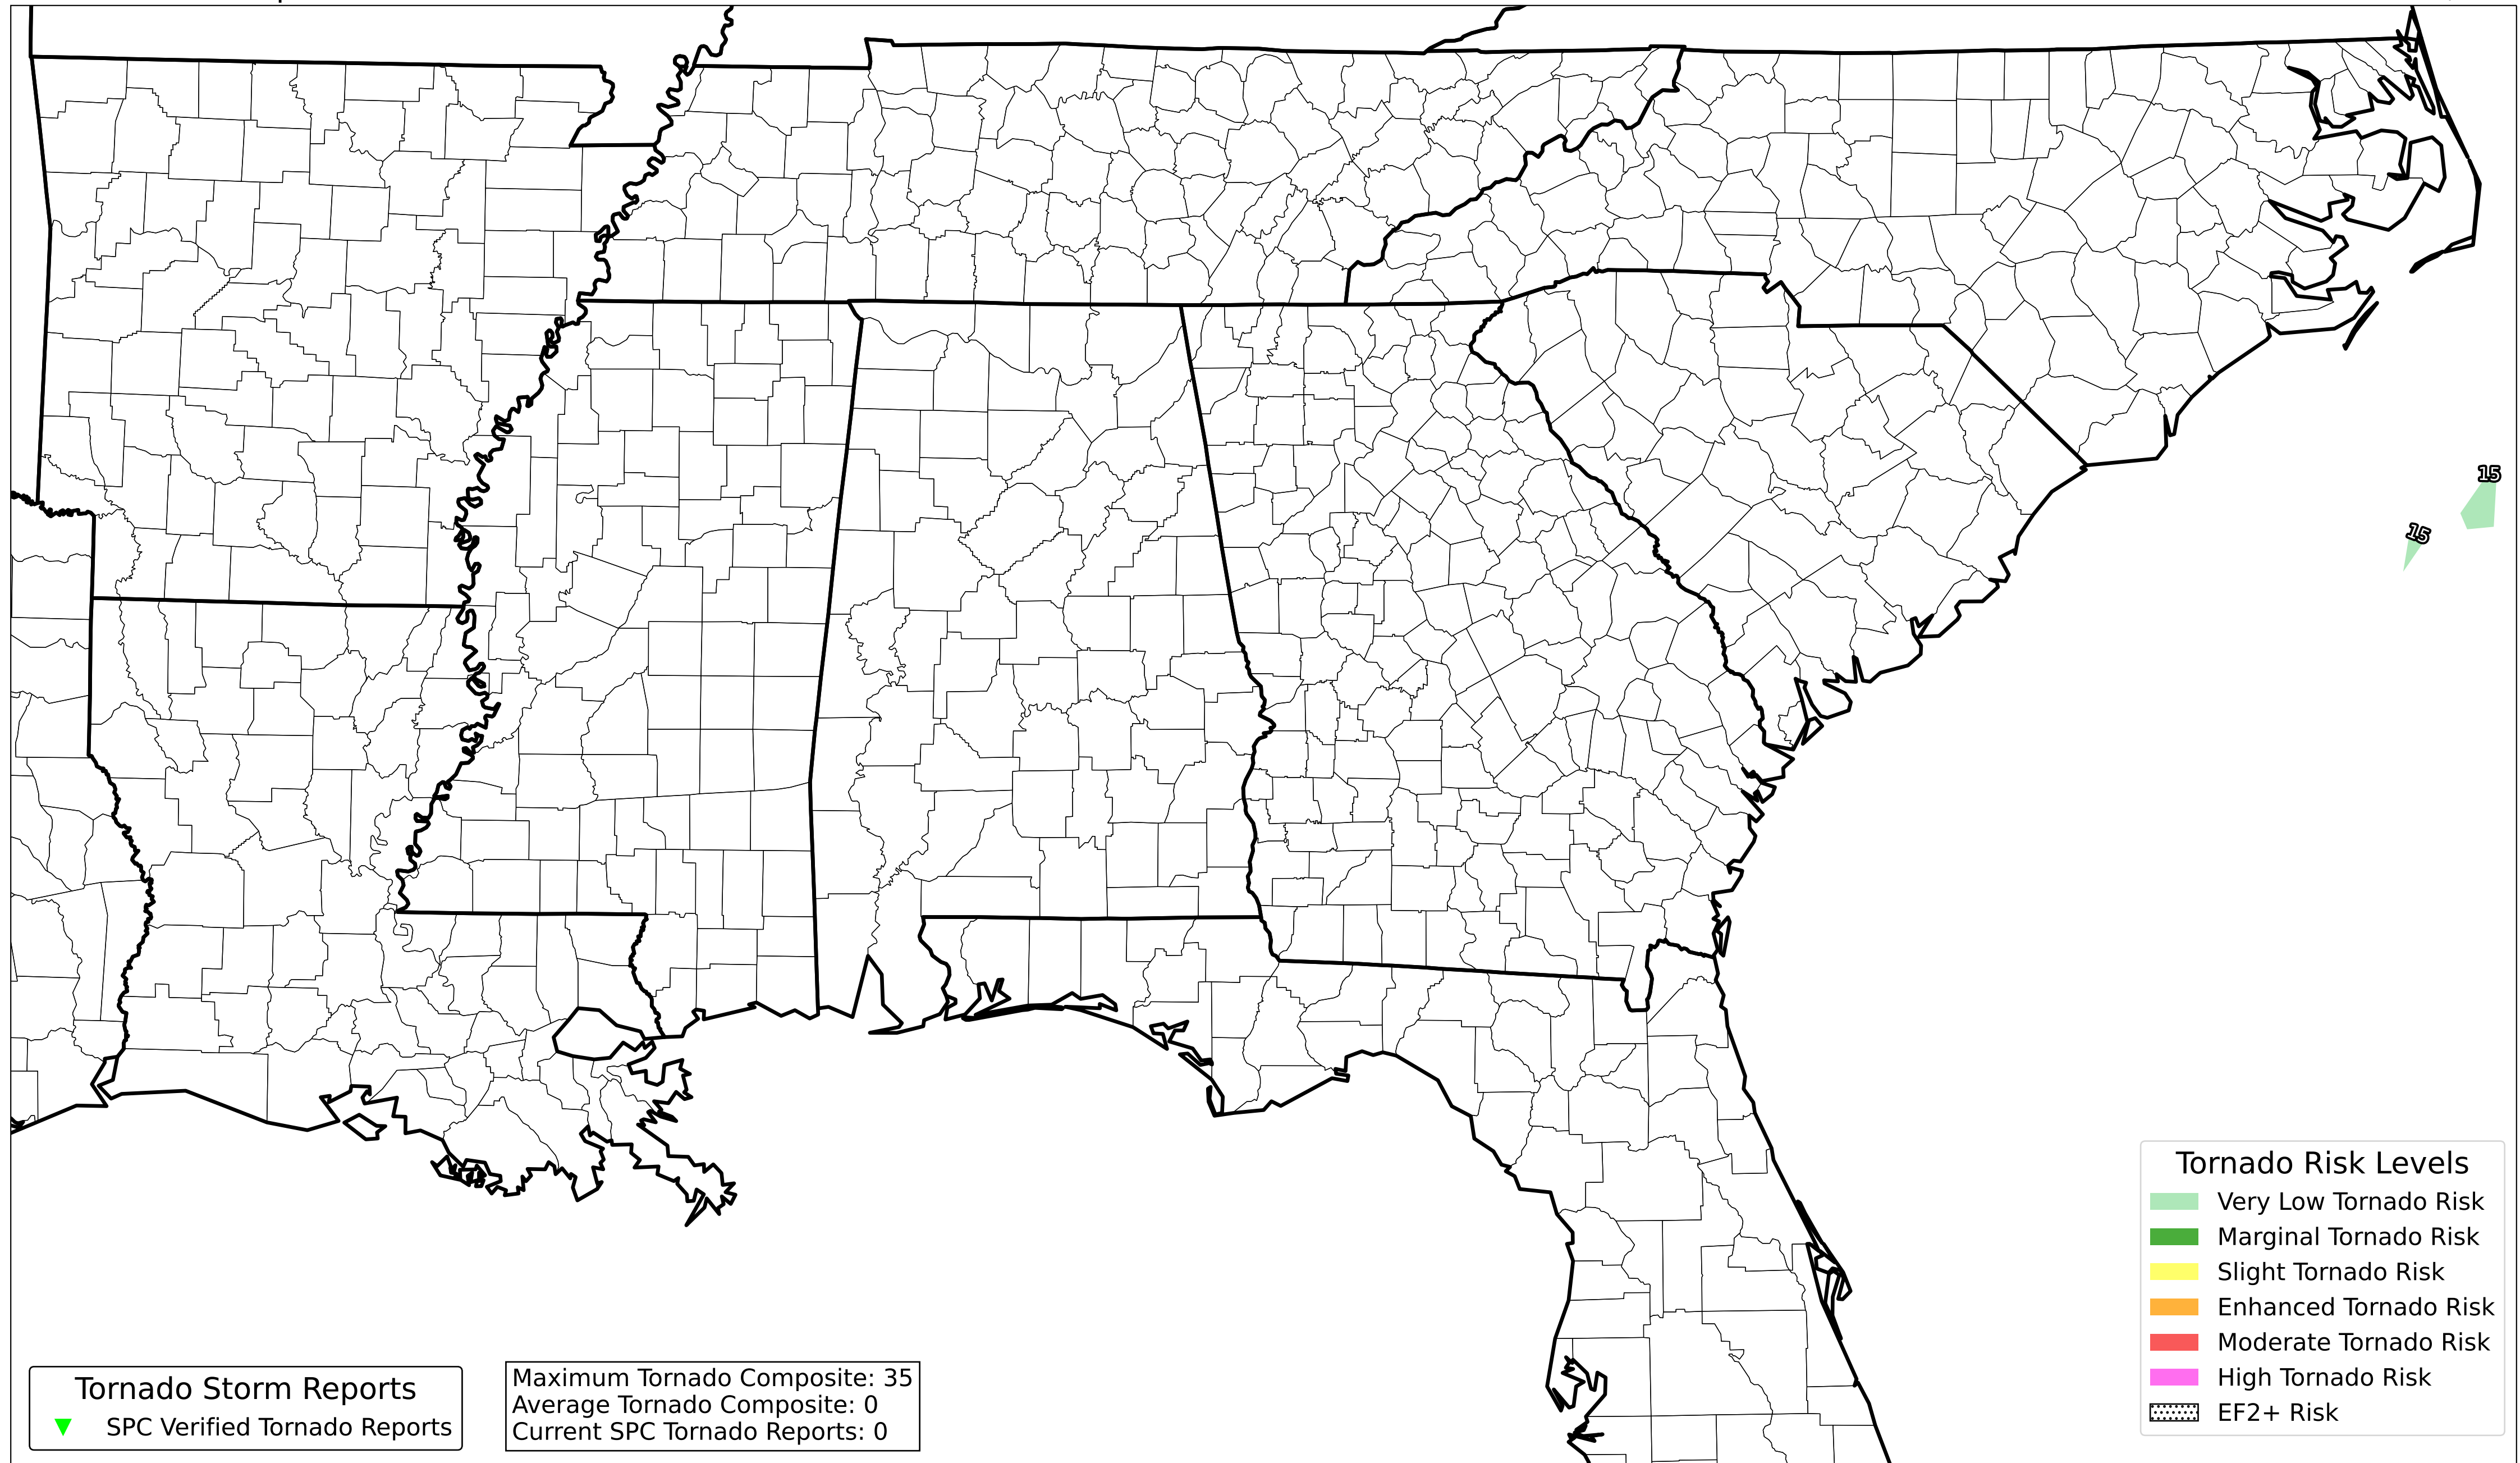 15
15
Tornado Risk Levels
Very Low Tornado Risk
Marginal Tornado Risk
Slight Tornado Risk
Enhanced Tornado Risk
Moderate Tornado Risk
High Tornado Risk
EF2+ Risk
Tornado Storm Reports
SPC Verified Tornado Reports
Maximum Tornado Composite: 35
Average Tornado Composite: 0
Current SPC Tornado Reports: 0